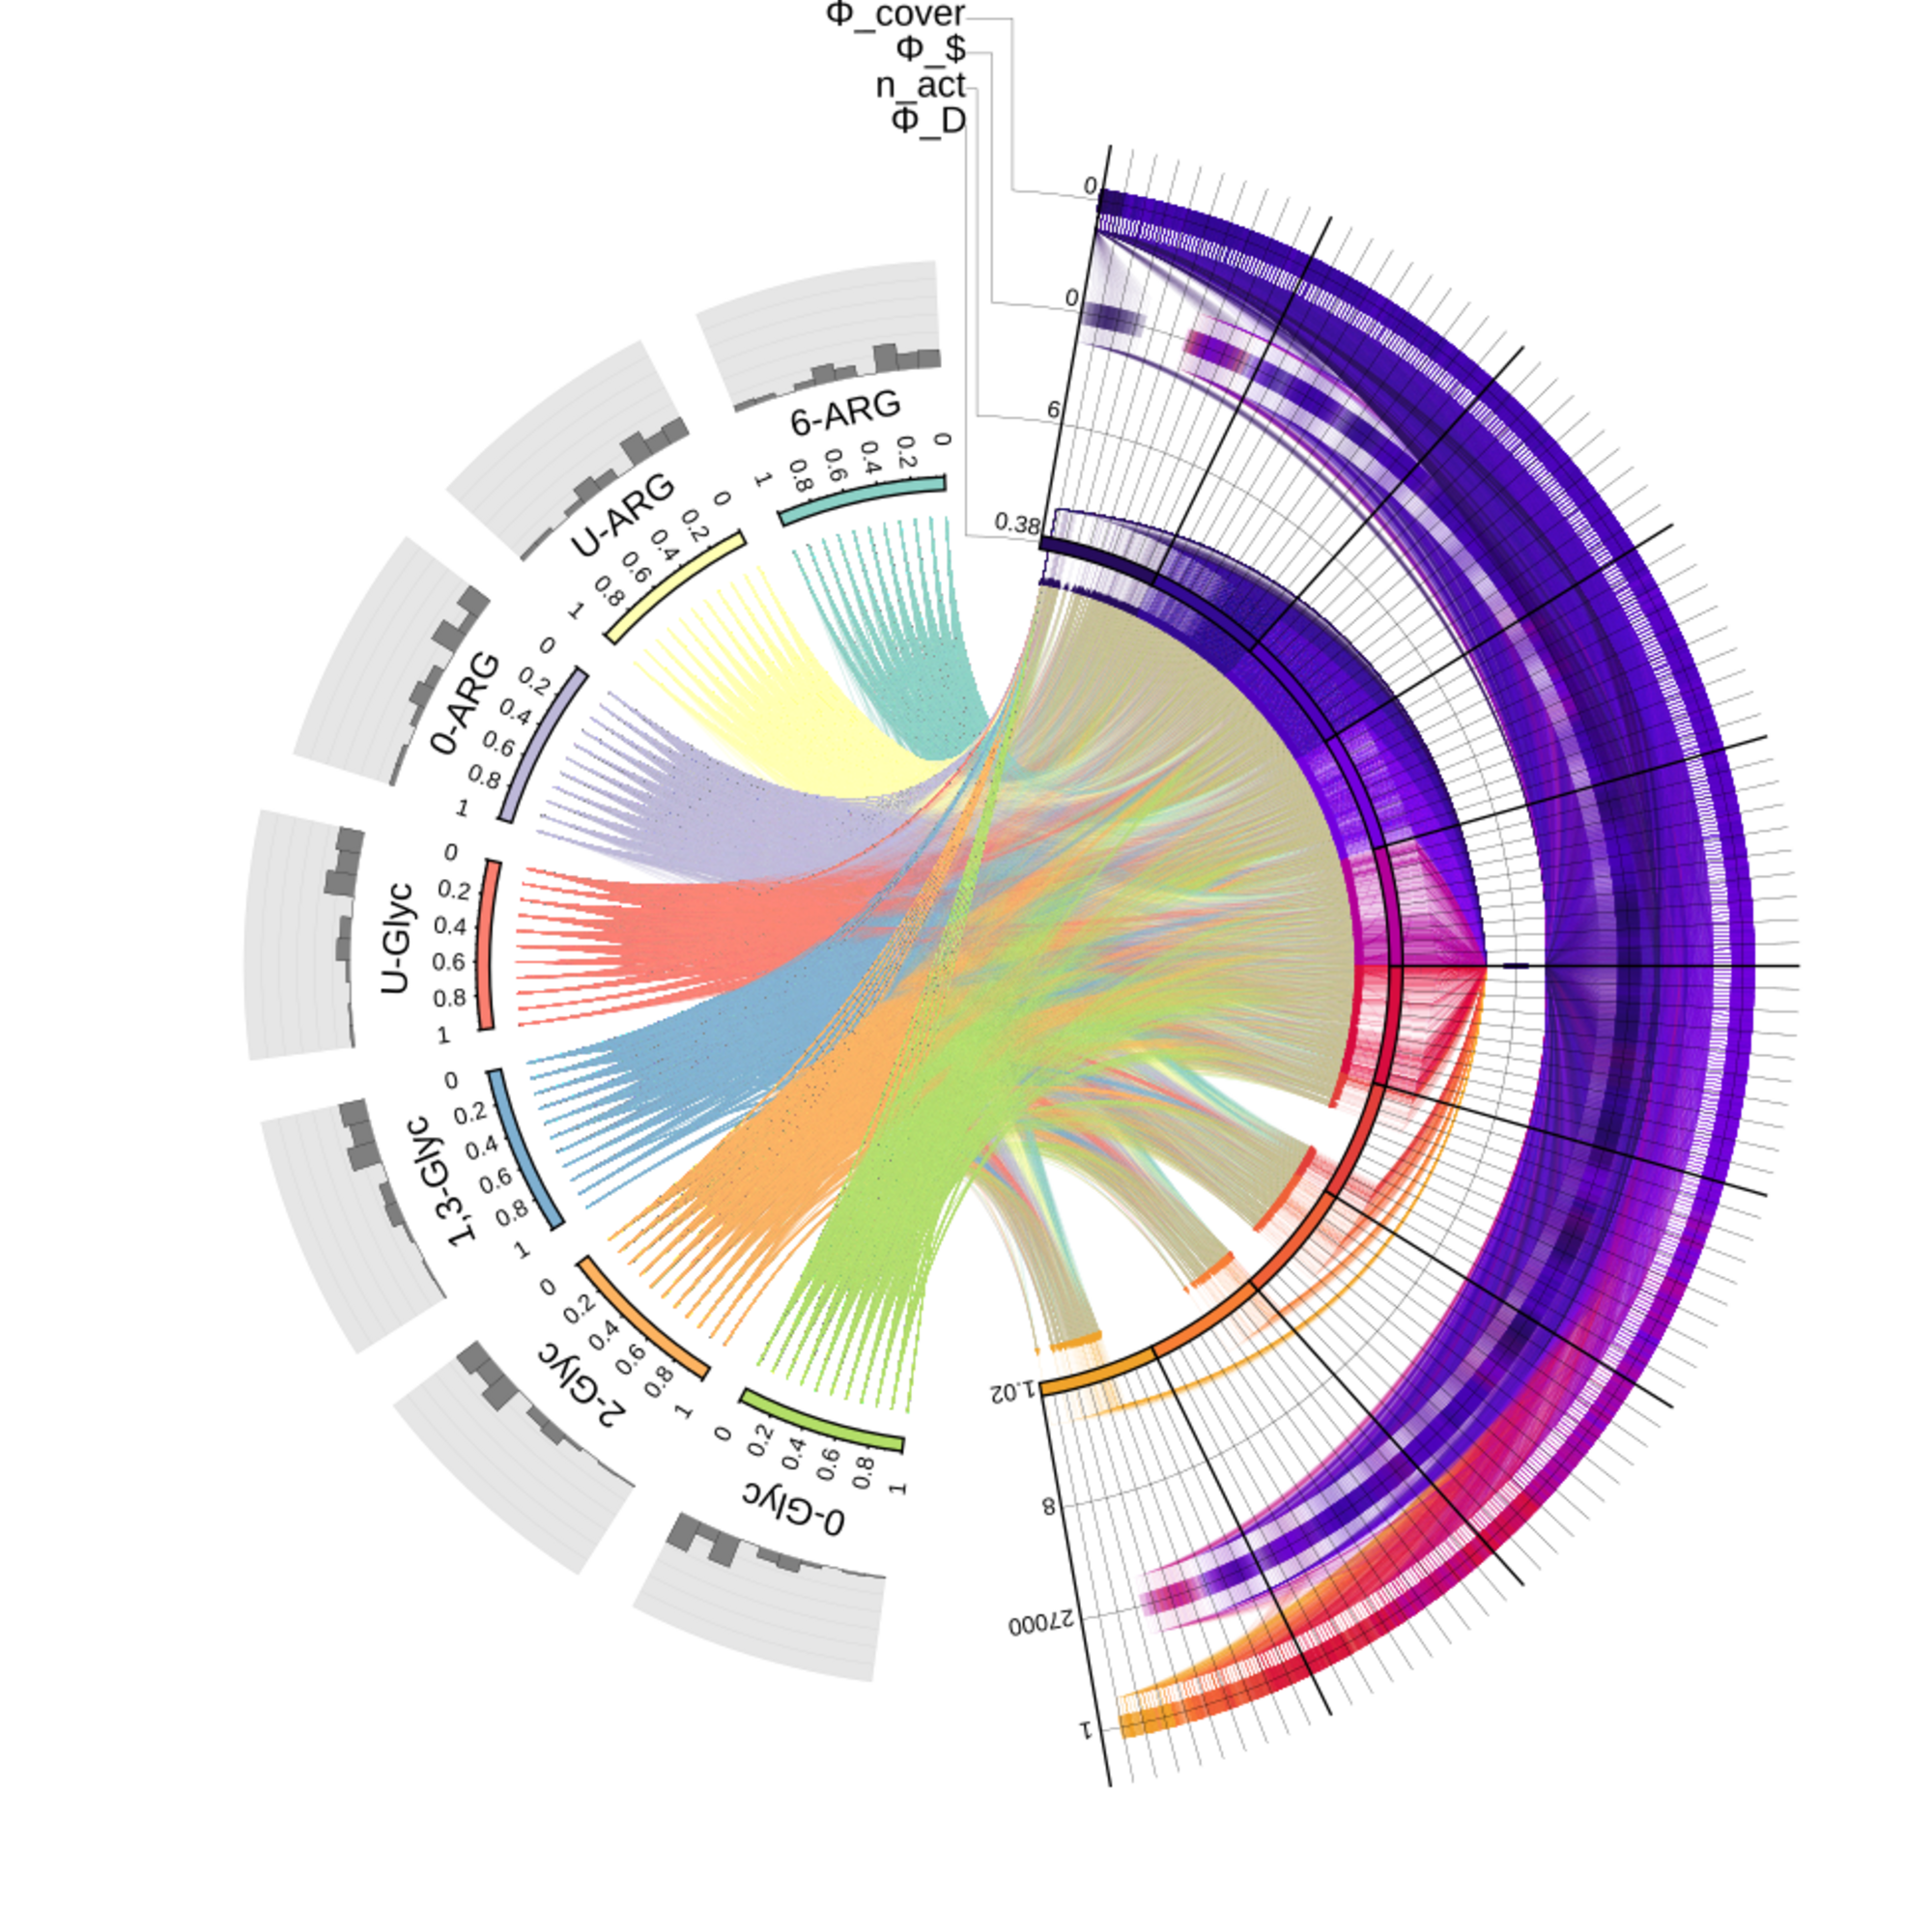 Φ_cover
Φ_$
n_act
Φ_D
0
0
6
0.38
6-ARG
1 0.8 0.6 0.4 0.2 0
U-ARG
1 0.8 0.6 0.4 0.2 0
0-ARG
0 0.2 0.4 0.6 0.8 1
U-Glyc
0 0.2 0.4 0.6 0.8 1
1,3-Glyc
0 0.2 0.4 0.6 0.8 1
2-Glyc
0 0.2 0.4 0.6 0.8 1
0-Glyc
0 0.2 0.4 0.6 0.8 1
1.02
8
27000
1